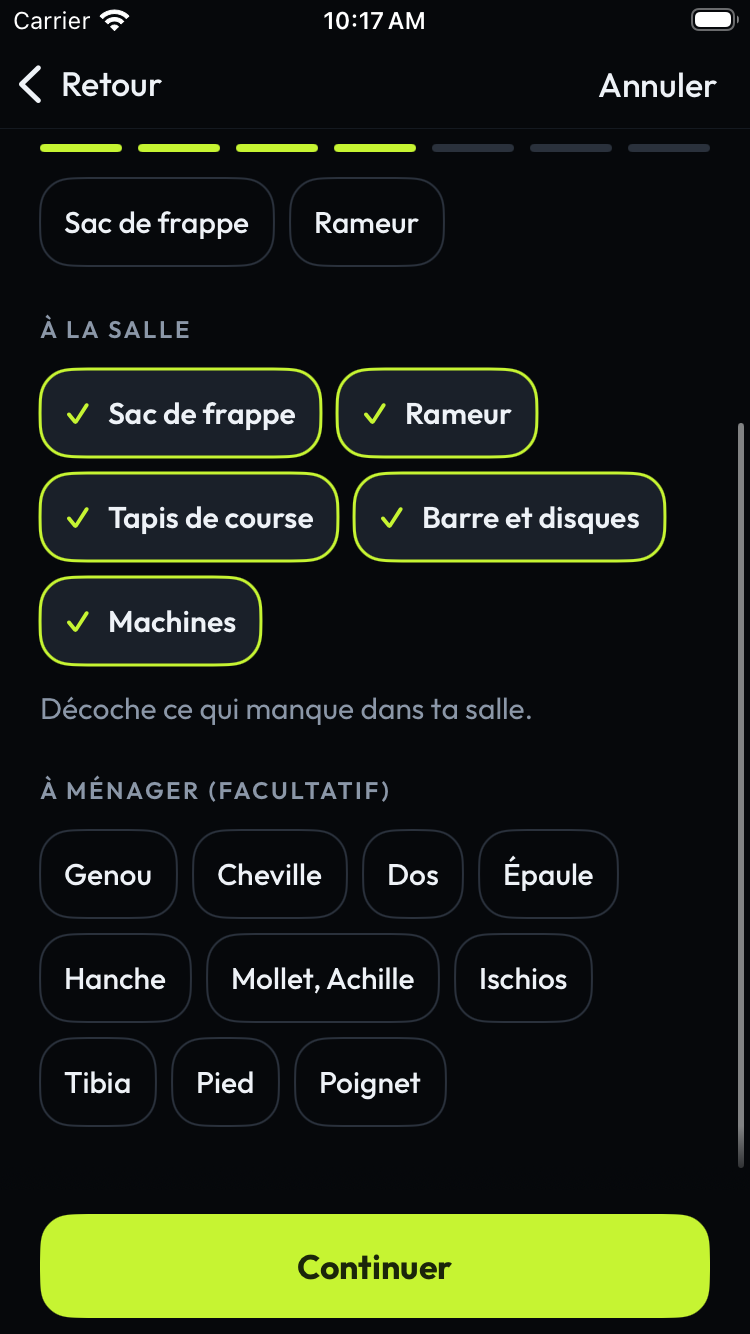 Carrier 10:17 AM
Retour Annuler
Sac de frappe Rameur
À LA SALLE
Sac de frappe Rameur
Tapis de course Barre et disques
Machines
Décoche ce qui manque dans ta salle.
À MÉNAGER (FACULTATIF)
Genou Cheville Dos Épaule
Hanche Mollet, Achille Ischios
Tibia Pied Poignet
Continuer